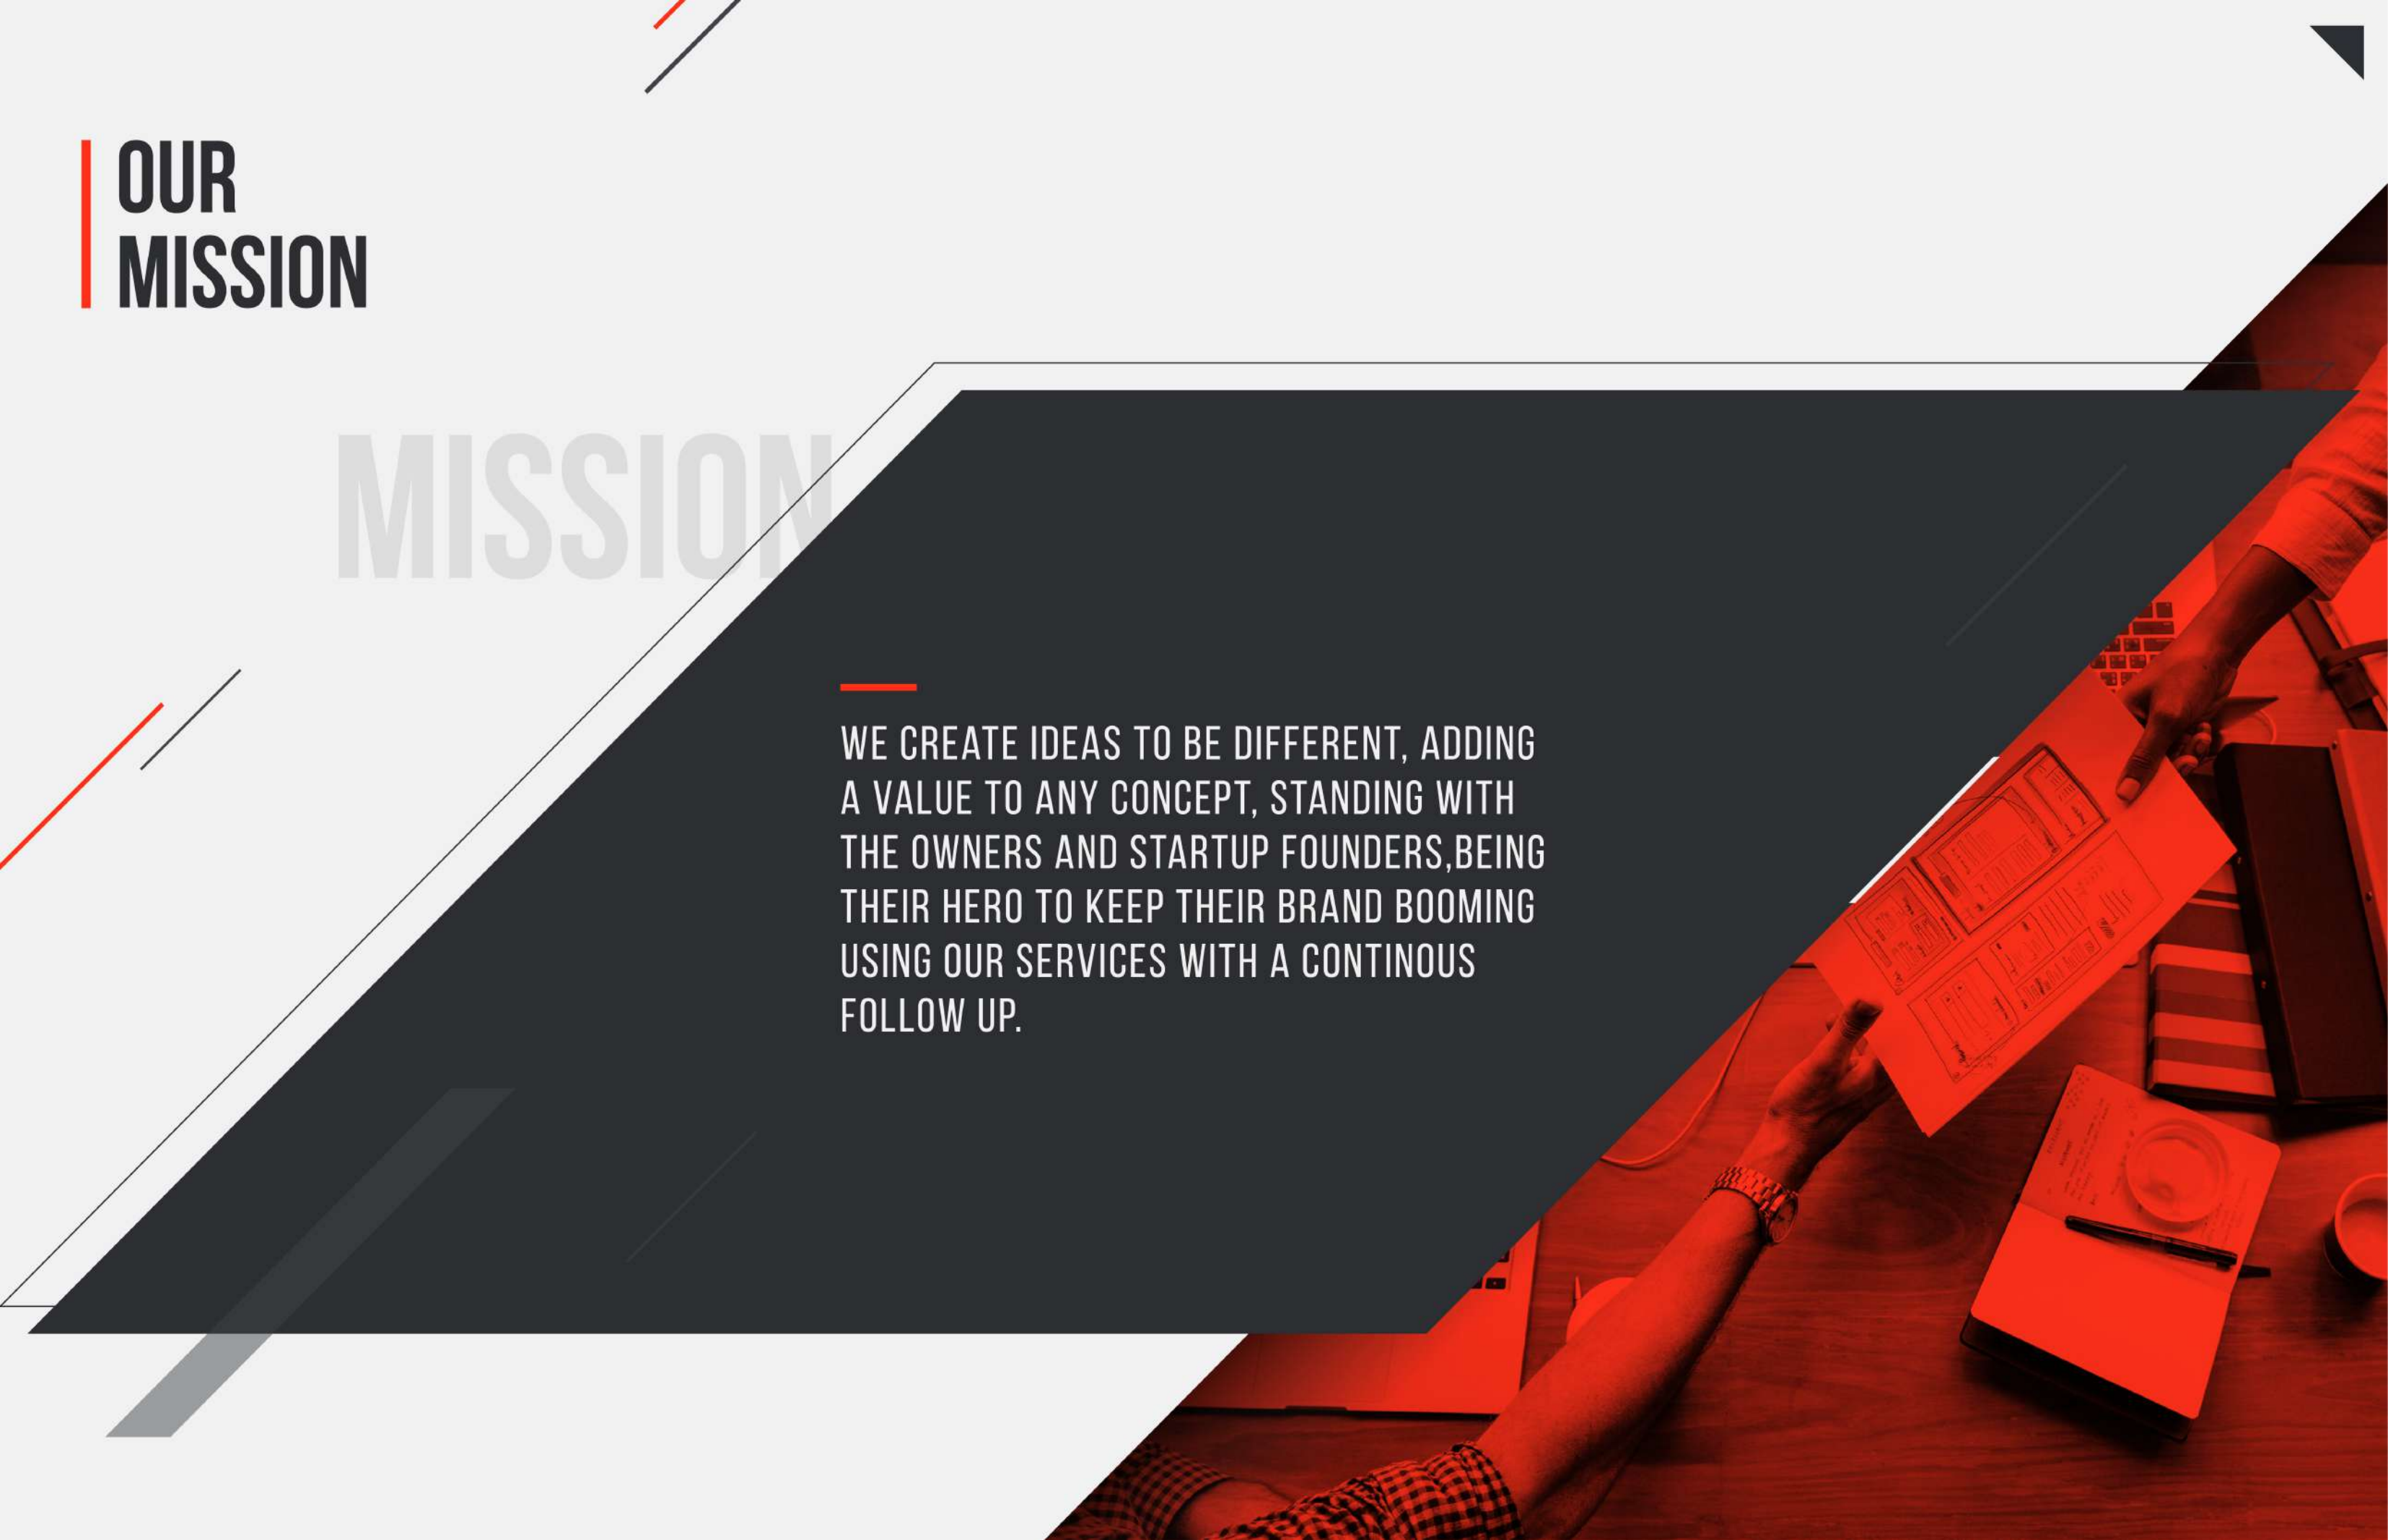 OUR
MISSION
MISSION
WE CREATE IDEAS TO BE DIFFERENT, ADDING
A VALUE TO ANY CONCEPT, STANDING WITH
THE OWNERS AND STARTUP FOUNDERS,BEING
THEIR HERO TO KEEP THEIR BRAND BOOMING
USING OUR SERVICES WITH A CONTINOUS
FOLLOW UP.